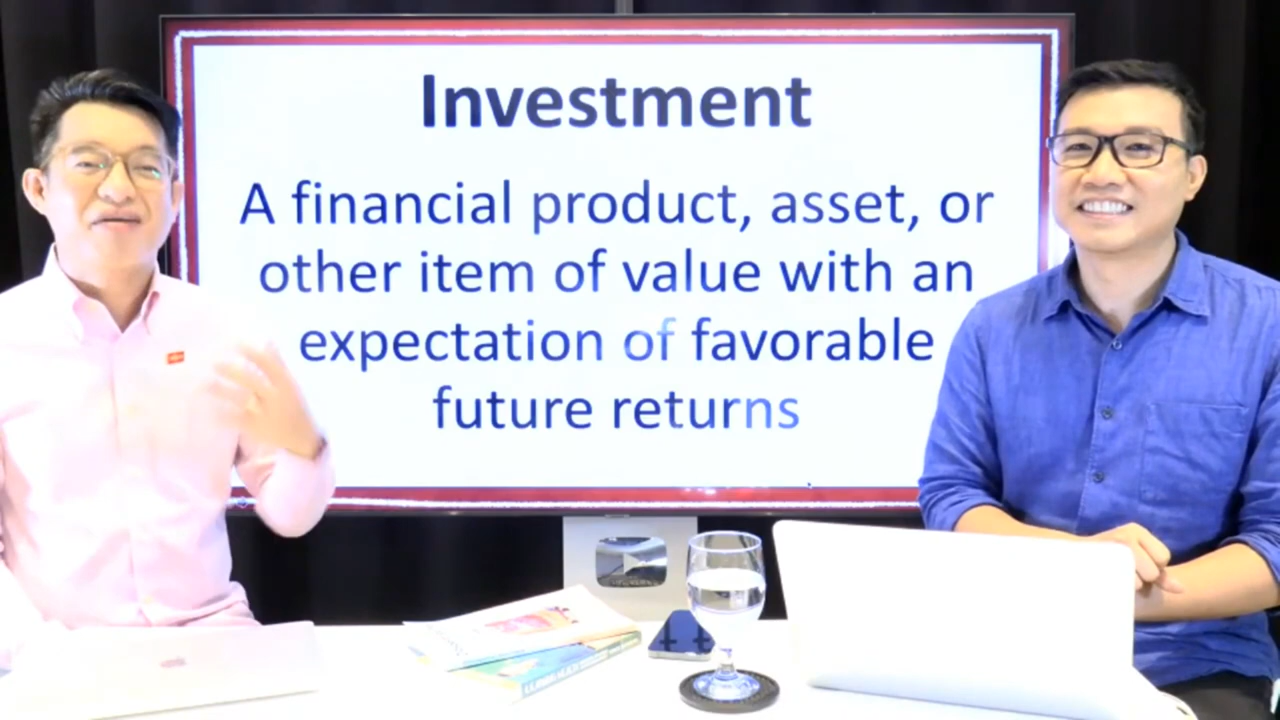 Investment
A financial product, asset, or
other item of value with an
expectation of favorable
future returns